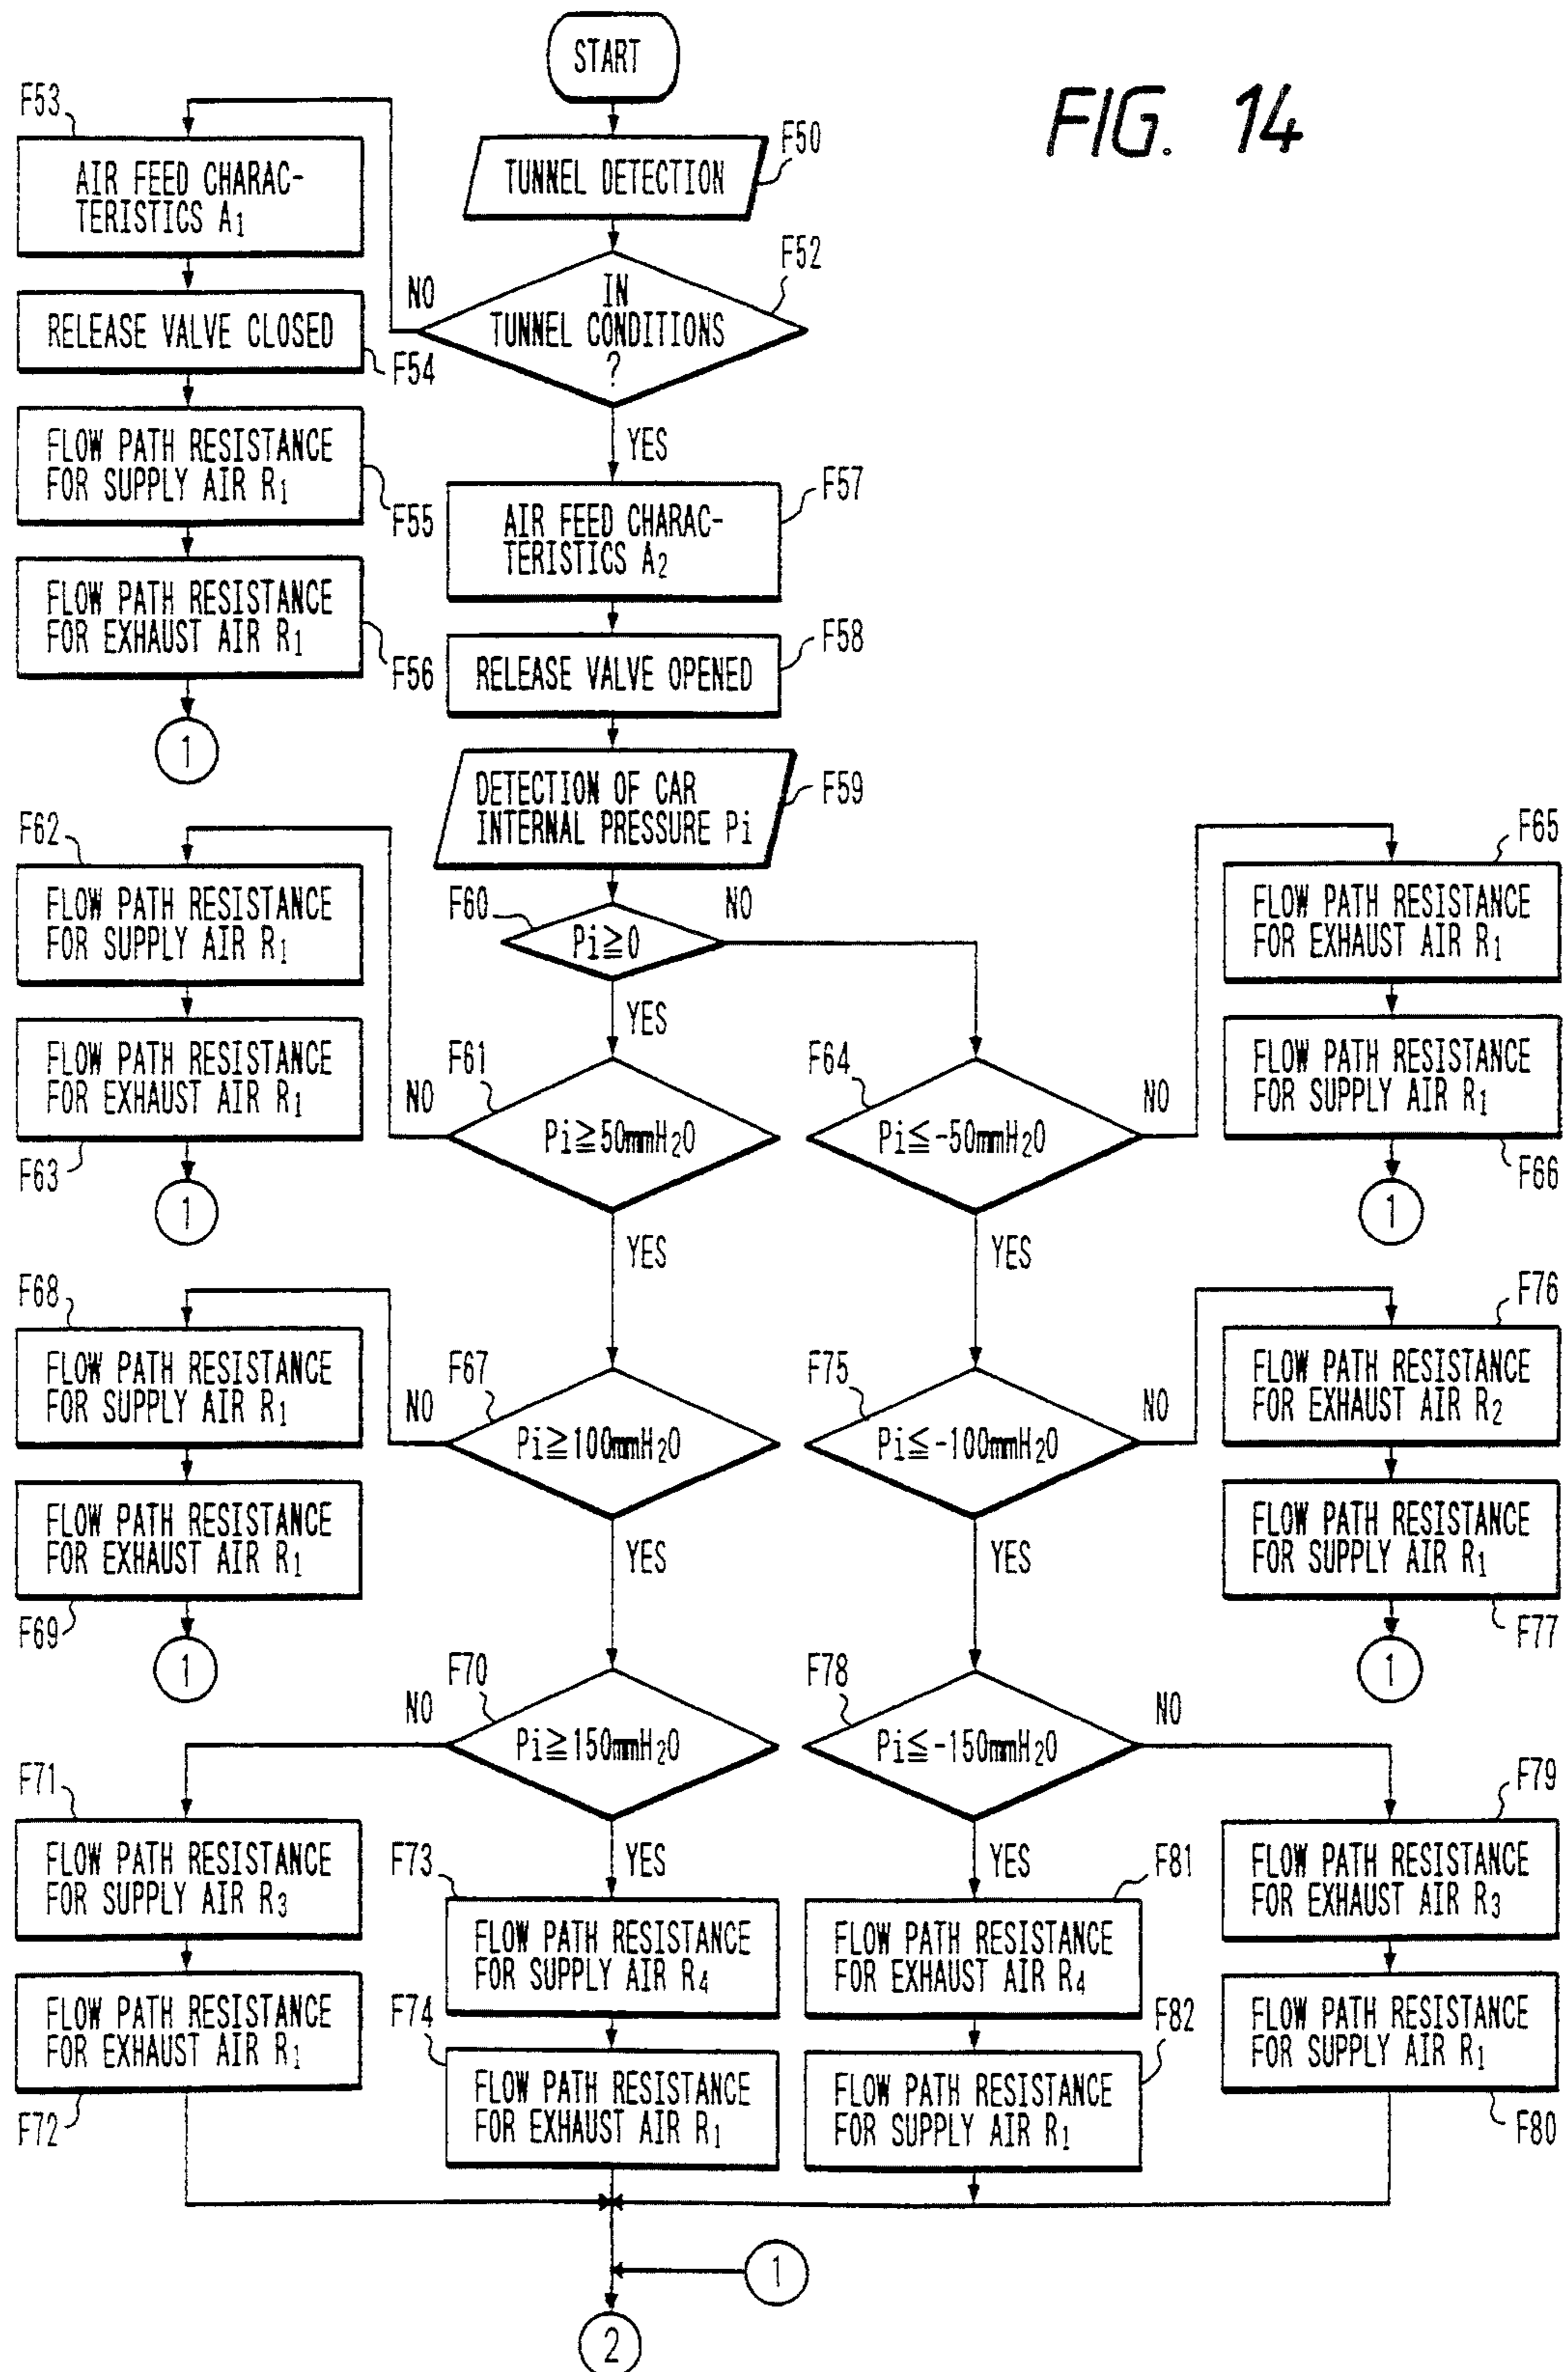 FIG. 14
START
F50
TUNNEL DETECTION
F52
IN
TUNNEL CONDITIONS
?
NO
YES
F53
AIR FEED CHARAC-
TERISTICS A1
RELEASE VALVE CLOSED
F54
FLOW PATH RESISTANCE
FOR SUPPLY AIR R1
F55
FLOW PATH RESISTANCE
FOR EXHAUST AIR R1
F56
1
F57
AIR FEED CHARAC-
TERISTICS A2
F58
RELEASE VALVE OPENED
F59
DETECTION OF CAR
INTERNAL PRESSURE Pi
F60
Pi≧0
NO
YES
F62
FLOW PATH RESISTANCE
FOR SUPPLY AIR R1
FLOW PATH RESISTANCE
FOR EXHAUST AIR R1
F63
1
F61
Pi≧50mmH2O
NO
YES
F64
Pi≦-50mmH2O
NO
YES
F65
FLOW PATH RESISTANCE
FOR EXHAUST AIR R1
FLOW PATH RESISTANCE
FOR SUPPLY AIR R1
F66
1
F68
FLOW PATH RESISTANCE
FOR SUPPLY AIR R1
FLOW PATH RESISTANCE
FOR EXHAUST AIR R1
F69
1
F67
Pi≧100mmH2O
NO
YES
F75
Pi≦-100mmH2O
NO
YES
F76
FLOW PATH RESISTANCE
FOR EXHAUST AIR R2
FLOW PATH RESISTANCE
FOR SUPPLY AIR R1
F77
1
F70
Pi≧150mmH2O
NO
YES
F78
Pi≦-150mmH2O
NO
YES
F71
FLOW PATH RESISTANCE
FOR SUPPLY AIR R3
FLOW PATH RESISTANCE
FOR EXHAUST AIR R1
F72
F73
FLOW PATH RESISTANCE
FOR SUPPLY AIR R4
F74
FLOW PATH RESISTANCE
FOR EXHAUST AIR R1
F81
FLOW PATH RESISTANCE
FOR EXHAUST AIR R4
F82
FLOW PATH RESISTANCE
FOR SUPPLY AIR R1
F79
FLOW PATH RESISTANCE
FOR EXHAUST AIR R3
FLOW PATH RESISTANCE
FOR SUPPLY AIR R1
F80
1
2